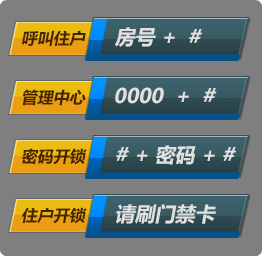 呼叫住户 房号 + #
管理中心 0000 + #
密码开锁 # + 密码 + #
住户开锁 请刷门禁卡